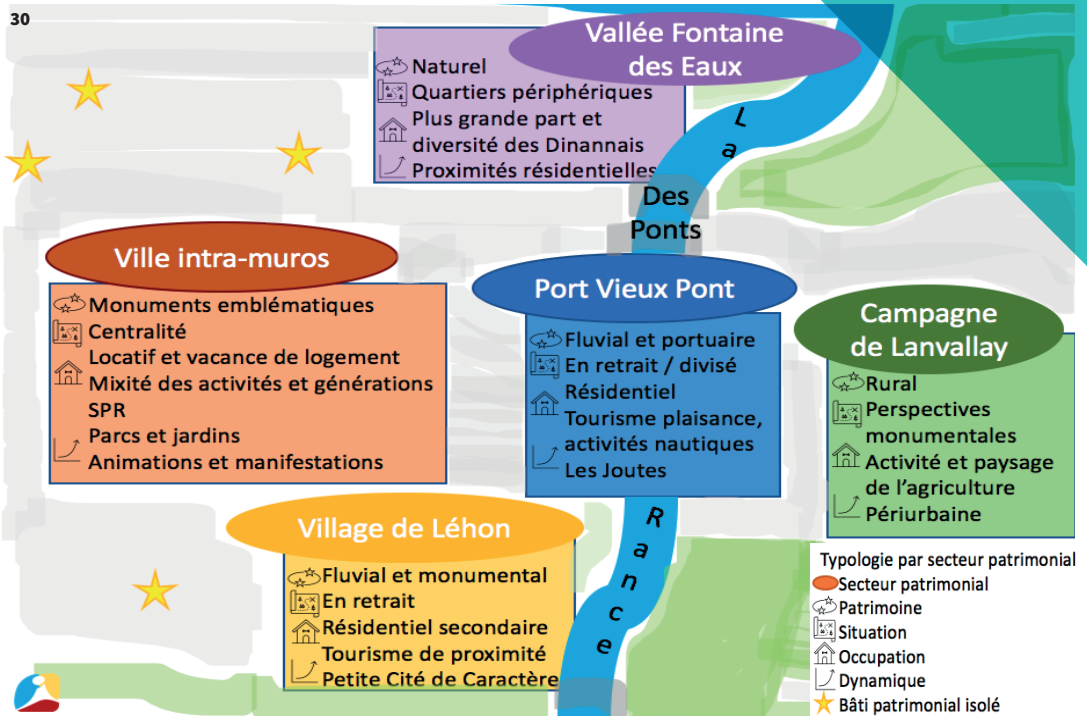 30
Vallée Fontaine
des Eaux
Naturel
Quartiers périphériques
Plus grande part et
diversité des Dinannais
Proximités résidentielles
La
Des
Ponts
Ville intra-muros
Monuments emblématiques
Centralité
Locatif et vacance de logement
Mixité des activités et générations
SPR
Parcs et jardins
Animations et manifestations
Port Vieux Pont
Fluvial et portuaire
En retrait / divisé
Résidentiel
Tourisme plaisance,
activités nautiques
Les Joutes
Campagne
de Lanvallay
Rural
Perspectives
monumentales
Activité et paysage
de l’agriculture
Périurbaine
Village de Léhon
Fluvial et monumental
En retrait
Résidentiel secondaire
Tourisme de proximité
Petite Cité de Caractère
Rance
Typologie par secteur patrimonial
Secteur patrimonial
Patrimoine
Situation
Occupation
Dynamique
Bâti patrimonial isolé